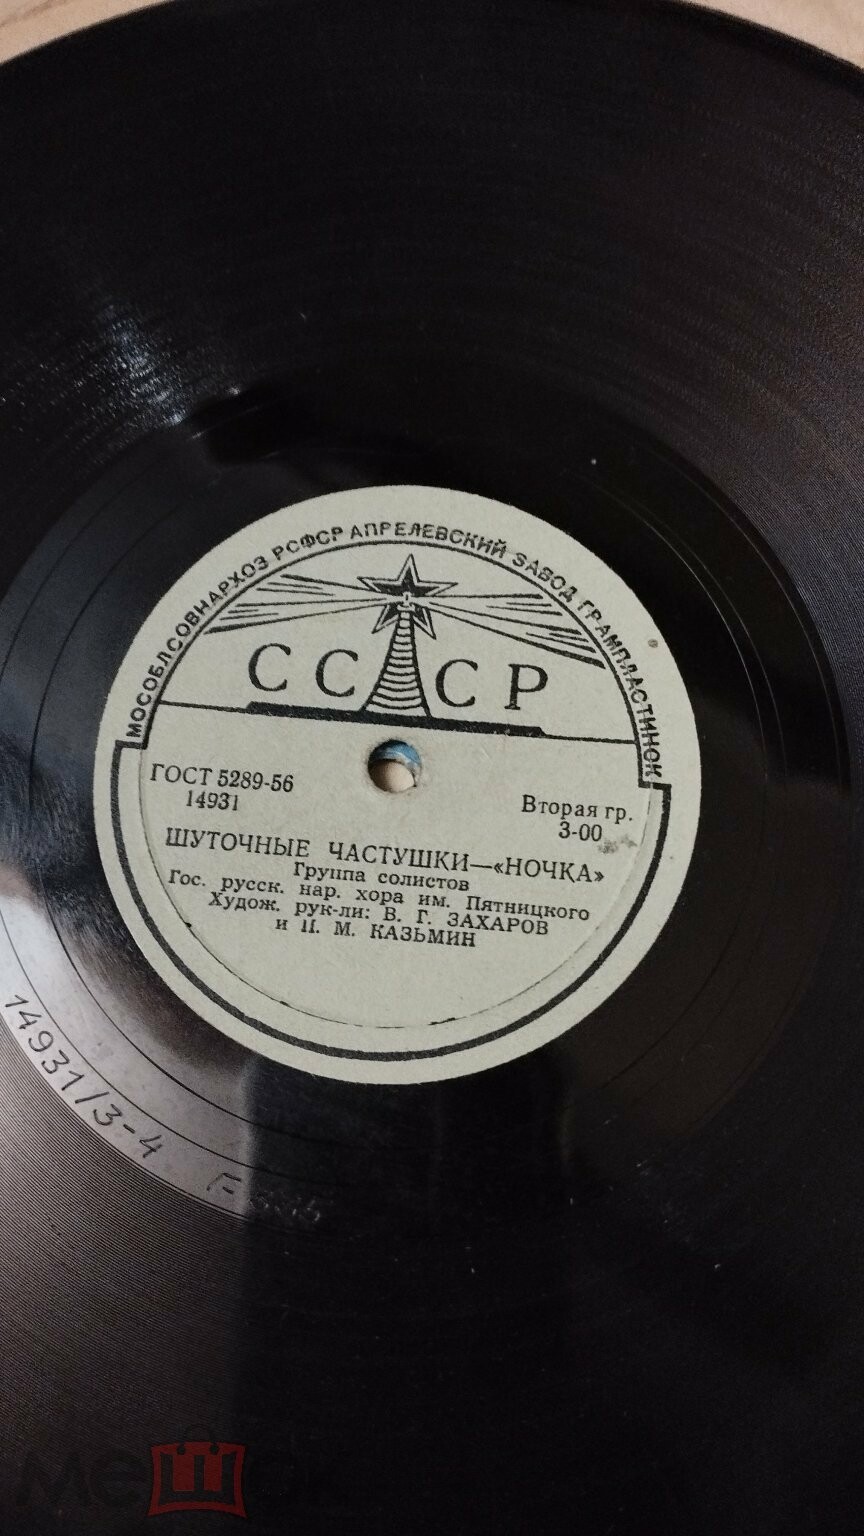 МОСОБЛСОВНАРХОЗ РСФСР АПРЕЛЕВСКИЙ ЗАВОД ГРАМПЛАСТИНОК
СССР
ГОСТ 5289-56
14931
Вторая гр.
3-00
ШУТОЧНЫЕ ЧАСТУШКИ—«НОЧКА»
Группа солистов
Гос. русск. нар. хора им. Пятницкого
Худож. рук-ли: В. Г. ЗАХАРОВ
и П. М. КАЗЬМИН
14931/3-4
мешок